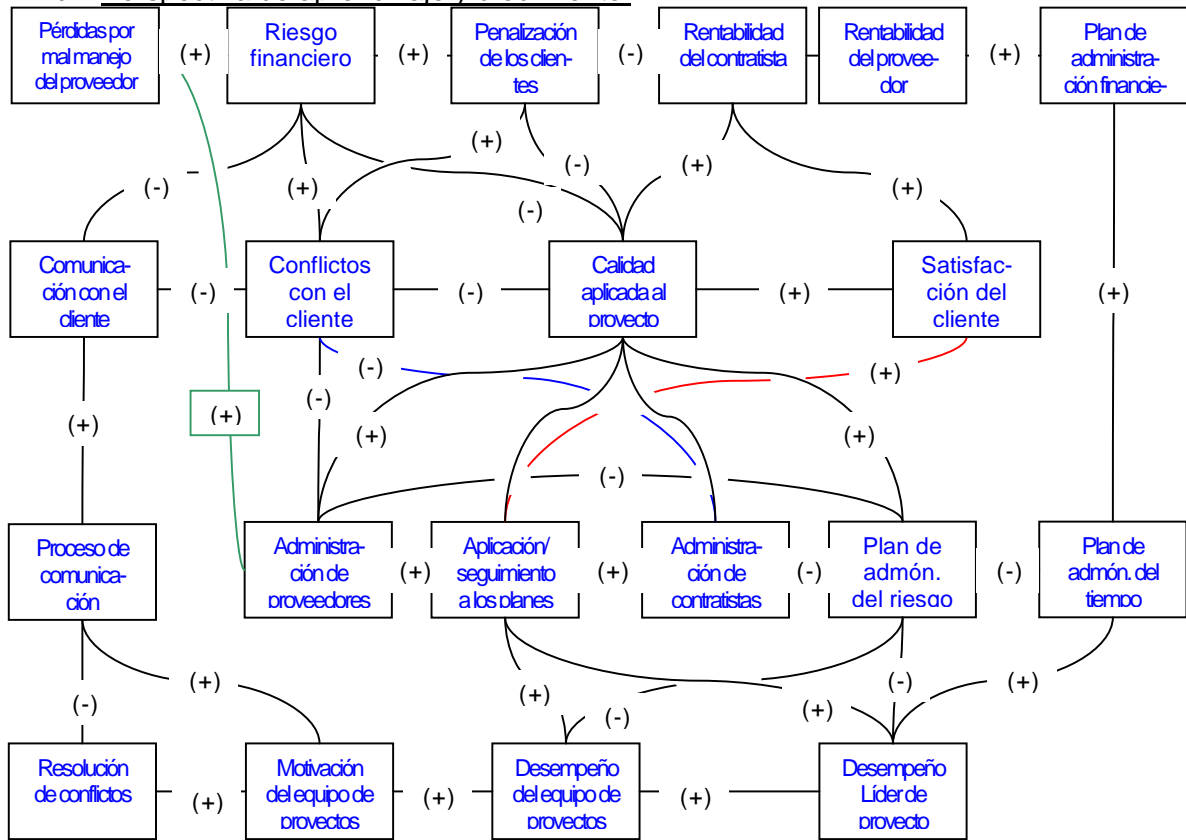 Pérdidas por
mal manejo
del proveedor
(+)
Riesgo
financiero
(+)
Penalización
de los clien-
tes
(-)
Rentabilidad
del contratista
Rentabilidad
del provee-
dor
(+)
Plan de
administra-
ción financie-
(-)
(+)
(+)
(-)
(-)
(+)
(+)
Comunica-
ción con el
cliente
(-)
Conflictos
con el
cliente
(-)
Calidad
aplicada al
proyecto
(+)
Satisfac-
ción del
cliente
(+)
(+)
(+)
(-)
(-)
(+)
(+)
(+)
(-)
Proceso de
comunica-
ción
Administra-
ción de
proveedores
(+)
Aplicación/
seguimiento
a los planes
(+)
Administra-
ción de
contratistas
(-)
Plan de
admón.
del riesgo
(-)
Plan de
admón. del
tiempo
(-)
(+)
(+)
(-)
(+)
(-)
(+)
Resolución
de conflictos
(+)
Motivación
del equipo de
proyectos
(+)
Desempeño
del equipo de
proyectos
(+)
Desempeño
Líder de
proyecto